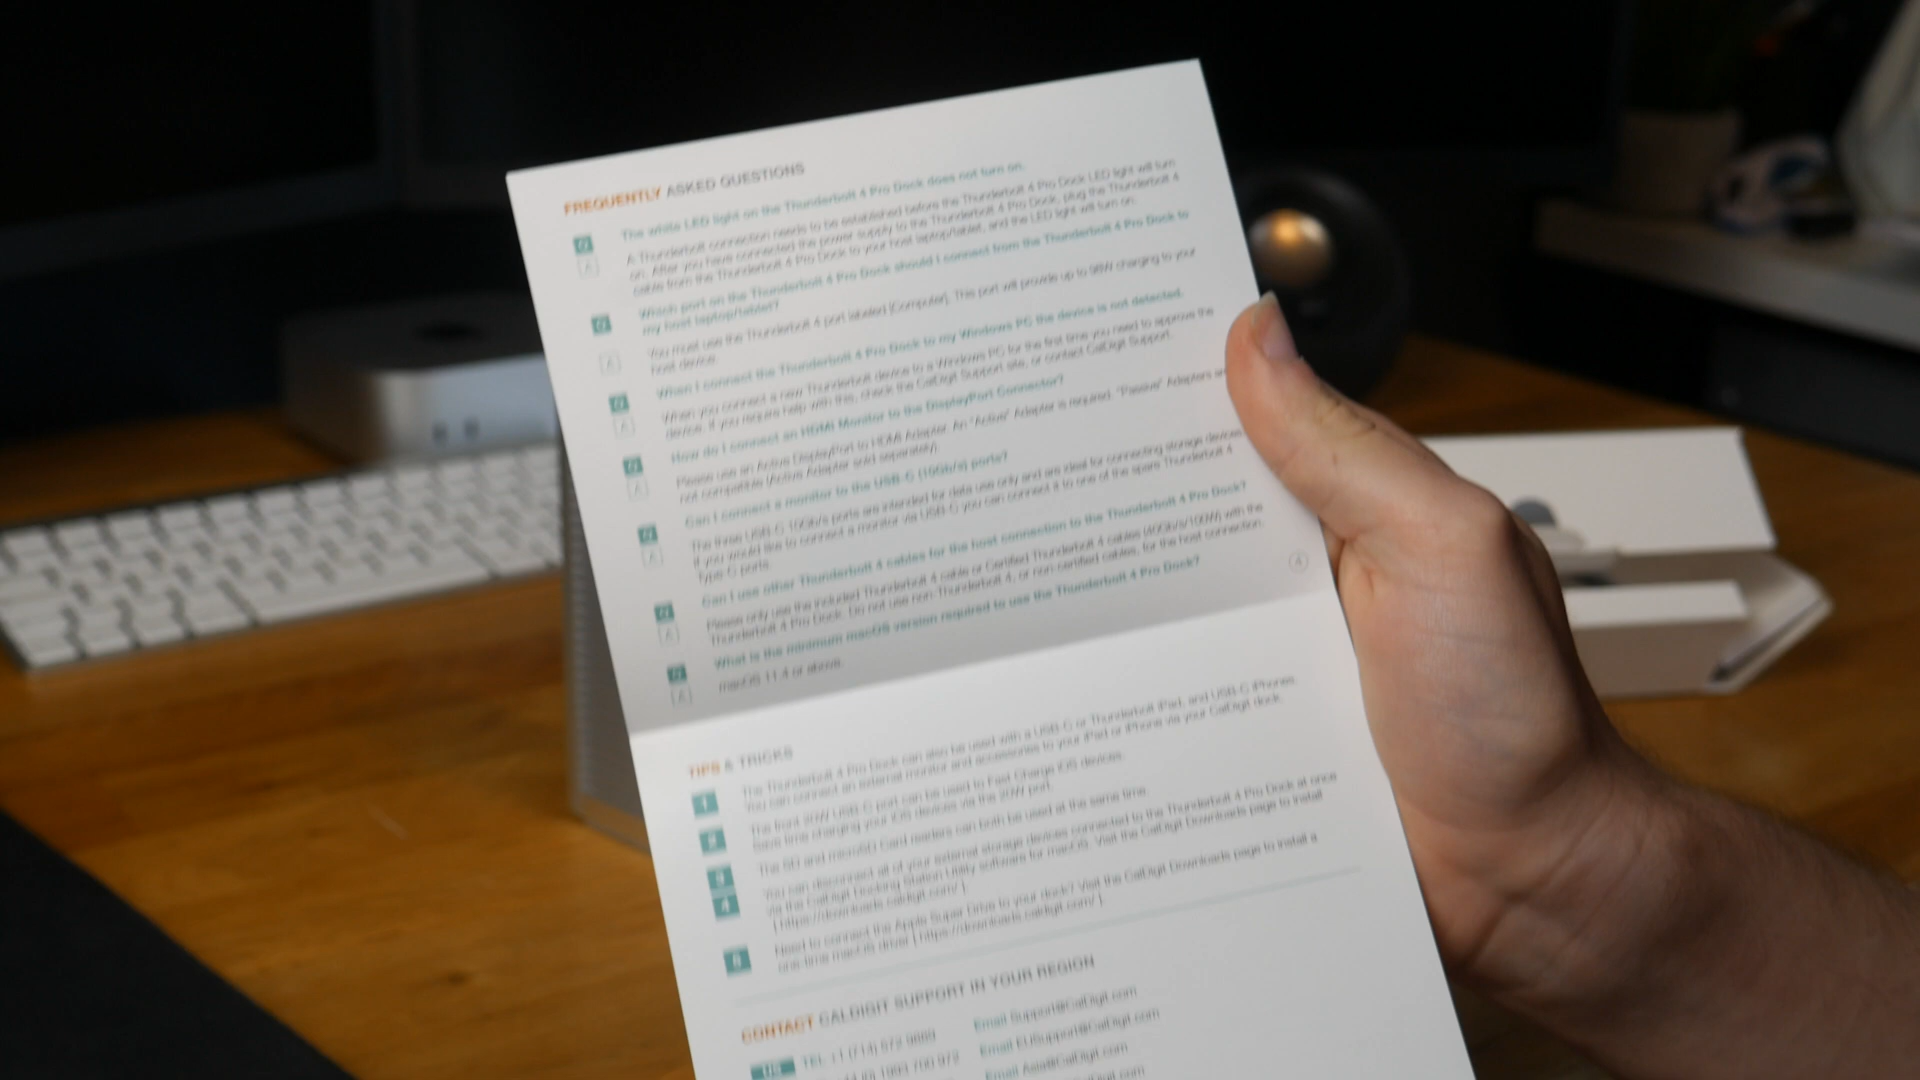 FREQUENTLY ASKED QUESTIONS
Q The white LED light on the Thunderbolt 4 Pro Dock does not turn on.
A A Thunderbolt connection needs to be established before the Thunderbolt 4 Pro Dock LED light will turn
on. After you have connected the power supply to the Thunderbolt 4 Pro Dock, plug the Thunderbolt 4
cable from the Thunderbolt 4 Pro Dock to your host laptop/tablet, and the LED light will turn on.
Q Which port on the Thunderbolt 4 Pro Dock should I connect from the Thunderbolt 4 Pro Dock to
my host laptop/tablet?
A You must use the Thunderbolt 4 port labeled (Computer). This port will provide up to 98W charging to your
host device.
Q When I connect the Thunderbolt 4 Pro Dock to my Windows PC the device is not detected.
A When you connect a new Thunderbolt device to a Windows PC for the first time you need to approve the
device. If you require help with this, check the CalDigit Support site, or contact CalDigit Support.
Q How do I connect an HDMI Monitor to the DisplayPort Connector?
A Please use an Active DisplayPort to HDMI Adapter. An "Active" Adapter is required. "Passive" Adapters are
not compatible (Active Adapter sold separately).
Q Can I connect a monitor to the USB-C (10Gb/s) ports?
A The three USB-C 10Gb/s ports are intended for data use only and are ideal for connecting storage devices.
If you would like to connect a monitor via USB-C you can connect it to one of the spare Thunderbolt 4
Type-C ports.
Q Can I use other Thunderbolt 4 cables for the host connection to the Thunderbolt 4 Pro Dock?
A Please only use the included Thunderbolt 4 cable or Certified Thunderbolt 4 cables (40Gb/s/100W) with the
Thunderbolt 4 Pro Dock. Do not use non-Thunderbolt 4, or non-certified cables, for the host connection.
Q What is the minimum macOS version required to use the Thunderbolt 4 Pro Dock?
A macOS 11.4 or above.
4
TIPS & TRICKS
1 The Thunderbolt 4 Pro Dock can also be used with a USB-C or Thunderbolt iPad, and USB-C iPhones.
You can connect an external monitor and accessories to your iPad or iPhone via your CalDigit dock.
2 The front 20W USB-C port can be used to Fast Charge iOS devices.
Save time charging your iOS devices via the 20W port.
3 The SD and microSD Card readers can both be used at the same time.
4 You can disconnect all of your external storage devices connected to the Thunderbolt 4 Pro Dock at once
via the CalDigit Docking Station Utility software for macOS. Visit the CalDigit Downloads page to install
[ https://downloads.caldigit.com/ ].
5 Need to connect the Apple Super Drive to your dock? Visit the CalDigit Downloads page to install a
one-time macOS driver [ https://downloads.caldigit.com/ ].
CONTACT CALDIGIT SUPPORT IN YOUR REGION
US TEL +1 (714) 572 9889 Email Support@CalDigit.com
Email EUSupport@CalDigit.com
Email Asia@CalDigit.com